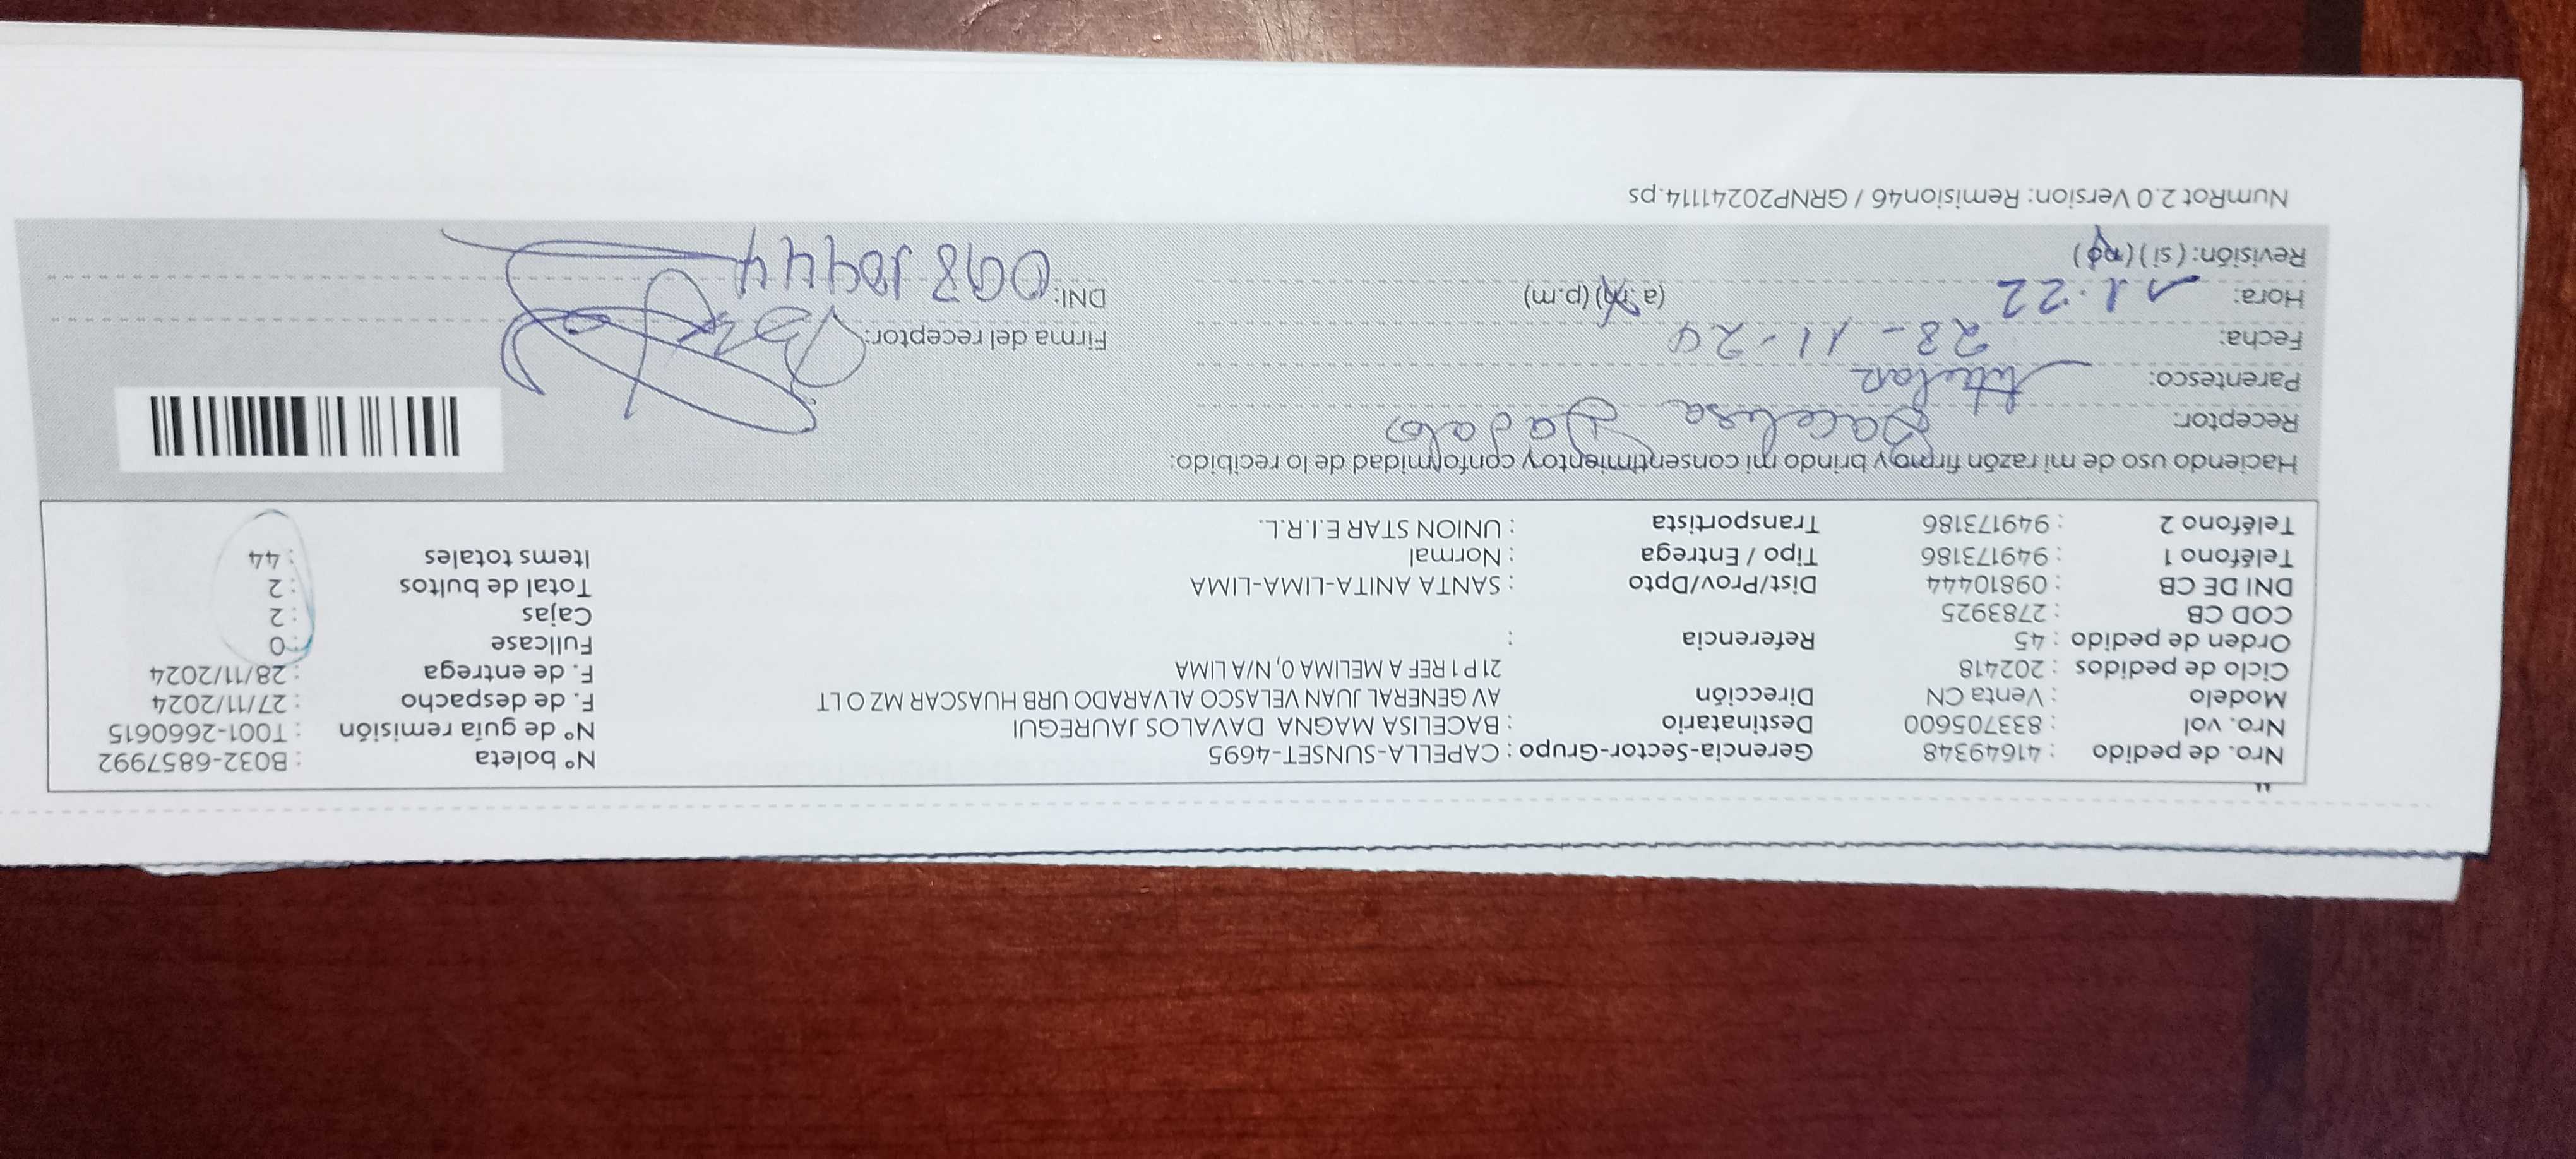 Nro. de pedido : 41649348 Gerencia-Sector-Grupo : CAPELLA-SUNSET-4695 N° boleta : B032-6857992
Nro. vol : 833705600 Destinatario : BACELISA MAGNA DAVALOS JAUREGUI N° de guía remisión : T001-2660615
Modelo : Venta CN Dirección AV GENERAL JUAN VELASCO ALVARADO URB HUASCAR MZ O LT F. de despacho : 27/11/2024
Ciclo de pedidos : 202418 21 P 1 REF A MELIMA 0, N/A LIMA F. de entrega : 28/11/2024
Orden de pedido : 45 Referencia : Fullcase : 0
COD CB : 2783925 Cajas : 2
DNI DE CB : 09810444 Dist/Prov/Dpto : SANTA ANITA-LIMA-LIMA Total de bultos : 2
Teléfono 1 : 949173186 Tipo / Entrega : Normal Items totales : 44
Teléfono 2 : 949173186 Transportista : UNION STAR E.I.R.L.
Haciendo uso de mi razón firmo y brindo mi consentimiento y conformidad de lo recibido:
Receptor: Bacelisa Davalos
Parentesco: titular
Fecha: 28-11-24 Firma del receptor:
Hora: 11.22 (a.m) (p.m) DNI: 09810444
Revisión: (si) (no)
NumRot 2.0 Version: Remision46 / GRNP20241114.ps